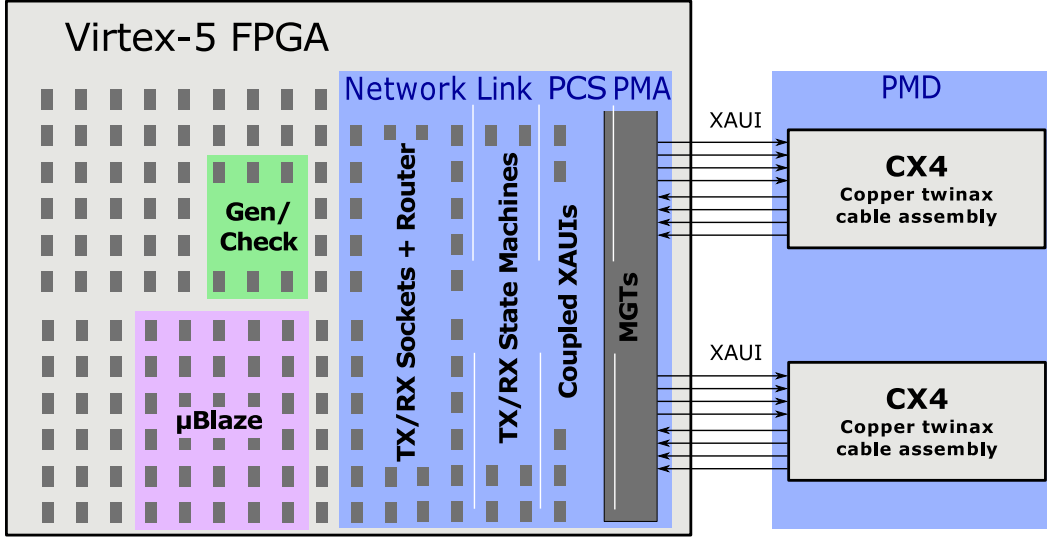 Virtex-5 FPGA
Network Link PCS PMA
PMD
XAUI
CX4
Copper twinax
cable assembly
Gen/
Check
TX/RX Sockets + Router
TX/RX State Machines
Coupled XAUIs
MGTs
XAUI
CX4
Copper twinax
cable assembly
µBlaze